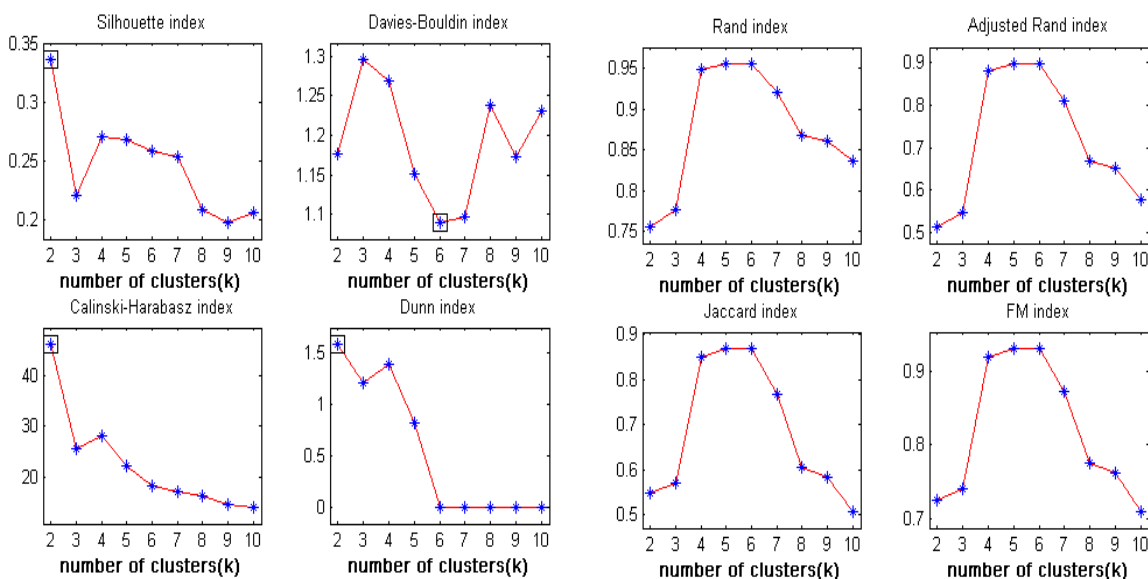 Silhouette index
0.35
0.3
0.25
0.2
2 3 4 5 6 7 8 9 10
number of clusters(k)
Davies-Bouldin index
1.3
1.25
1.2
1.15
1.1
2 3 4 5 6 7 8 9 10
number of clusters(k)
Rand index
0.95
0.9
0.85
0.8
0.75
2 3 4 5 6 7 8 9 10
number of clusters(k)
Adjusted Rand index
0.9
0.8
0.7
0.6
0.5
2 3 4 5 6 7 8 9 10
number of clusters(k)
Calinski-Harabasz index
40
30
20
2 3 4 5 6 7 8 9 10
number of clusters(k)
Dunn index
1.5
1
0.5
0
2 3 4 5 6 7 8 9 10
number of clusters(k)
Jaccard index
0.9
0.8
0.7
0.6
0.5
2 3 4 5 6 7 8 9 10
number of clusters(k)
FM index
0.9
0.8
0.7
2 3 4 5 6 7 8 9 10
number of clusters(k)